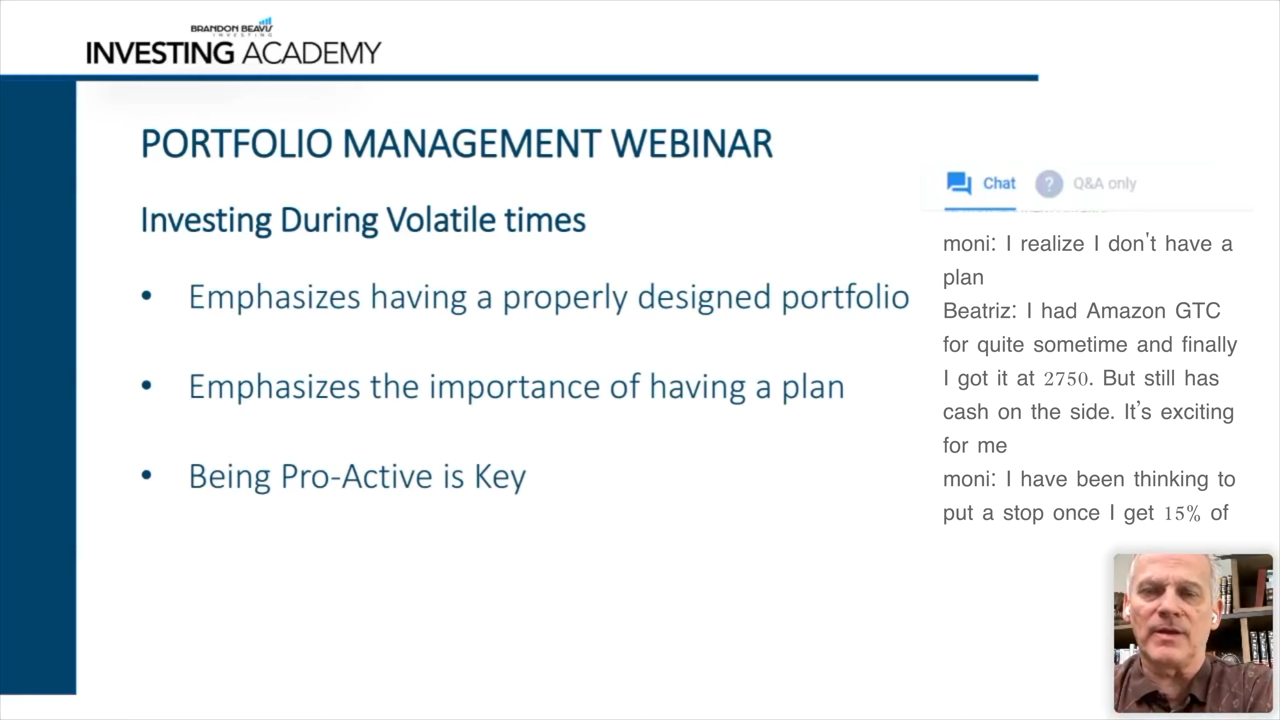 BRANDON BEAVIS
INVESTING
INVESTING ACADEMY
PORTFOLIO MANAGEMENT WEBINAR
Investing During Volatile times
• Emphasizes having a properly designed portfolio
• Emphasizes the importance of having a plan
• Being Pro-Active is Key
Chat
? Q&A only
moni: I realize I don't have a
plan
Beatriz: I had Amazon GTC
for quite sometime and finally
I got it at 2750. But still has
cash on the side. It’s exciting
for me
moni: I have been thinking to
put a stop once I get 15% of